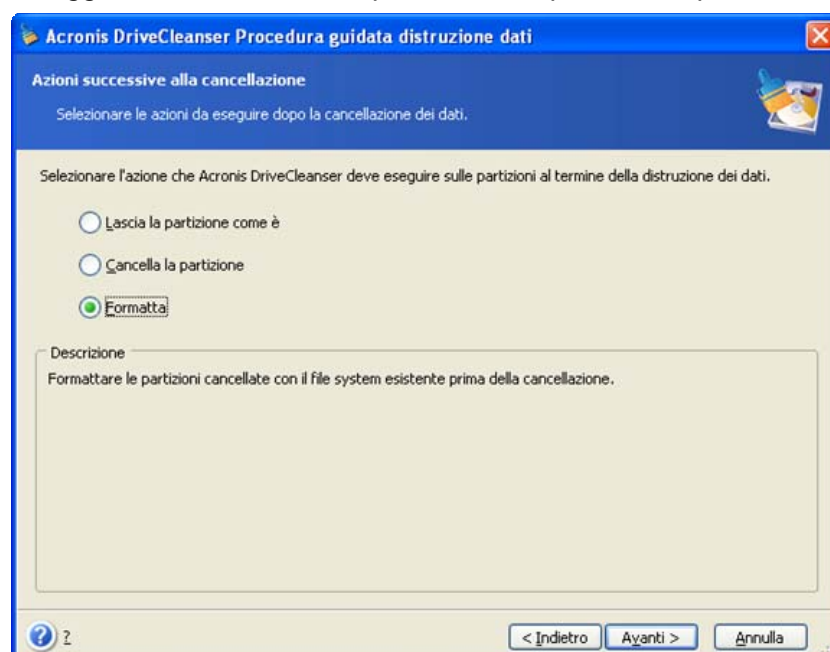 Acronis DriveCleanser Procedura guidata distruzione dati
Azioni successive alla cancellazione
Selezionare le azioni da eseguire dopo la cancellazione dei dati.
Selezionare l'azione che Acronis DriveCleanser deve eseguire sulle partizioni al termine della distruzione dei dati.
Lascia la partizione come è
Cancella la partizione
Formatta
Descrizione
Formattare le partizioni cancellate con il file system esistente prima della cancellazione.
? ? < Indietro Avanti > Annulla